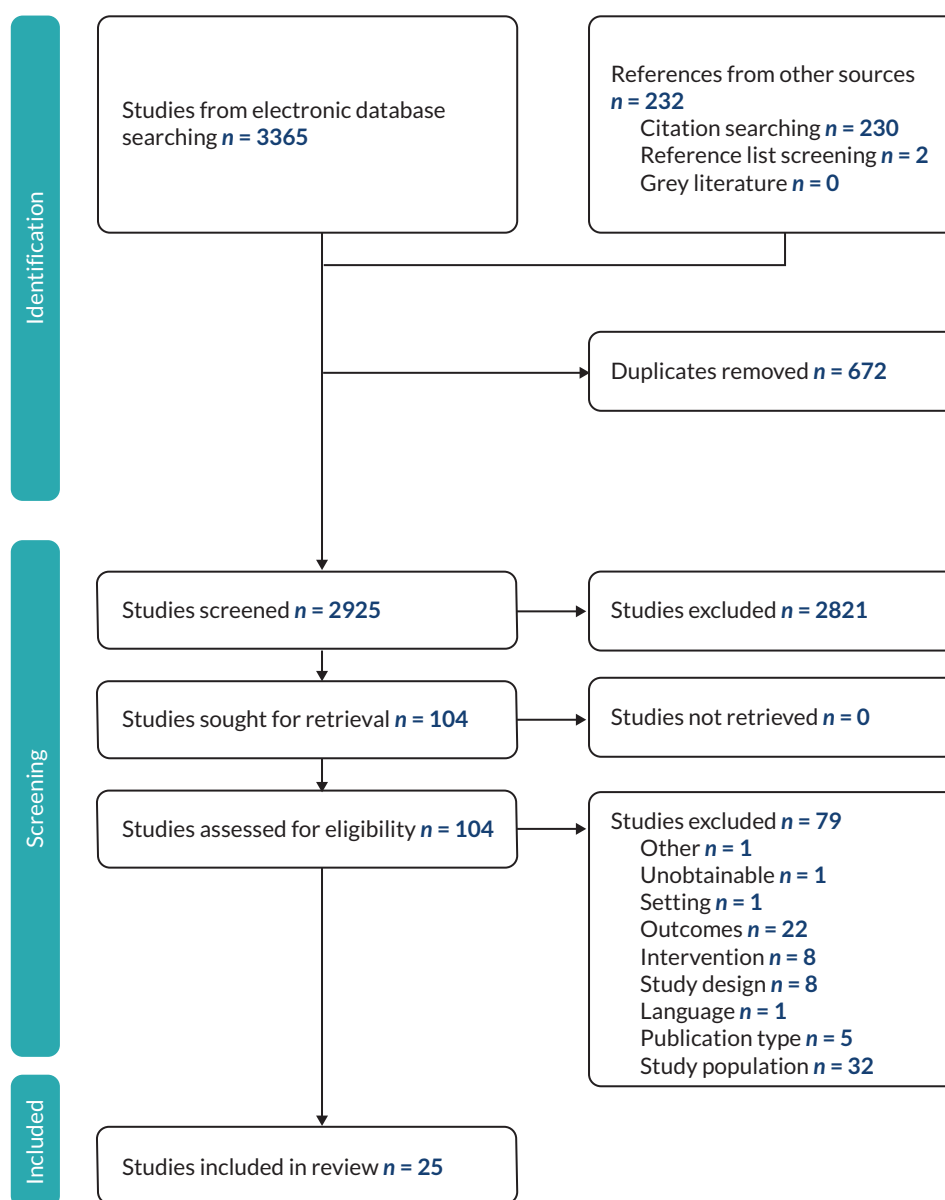 Identification
Studies from electronic database
searching n = 3365
References from other sources
n = 232
Citation searching n = 230
Reference list screening n = 2
Grey literature n = 0
Duplicates removed n = 672
Screening
Studies screened n = 2925
Studies excluded n = 2821
Studies sought for retrieval n = 104
Studies not retrieved n = 0
Studies assessed for eligibility n = 104
Studies excluded n = 79
Other n = 1
Unobtainable n = 1
Setting n = 1
Outcomes n = 22
Intervention n = 8
Study design n = 8
Language n = 1
Publication type n = 5
Study population n = 32
Included
Studies included in review n = 25